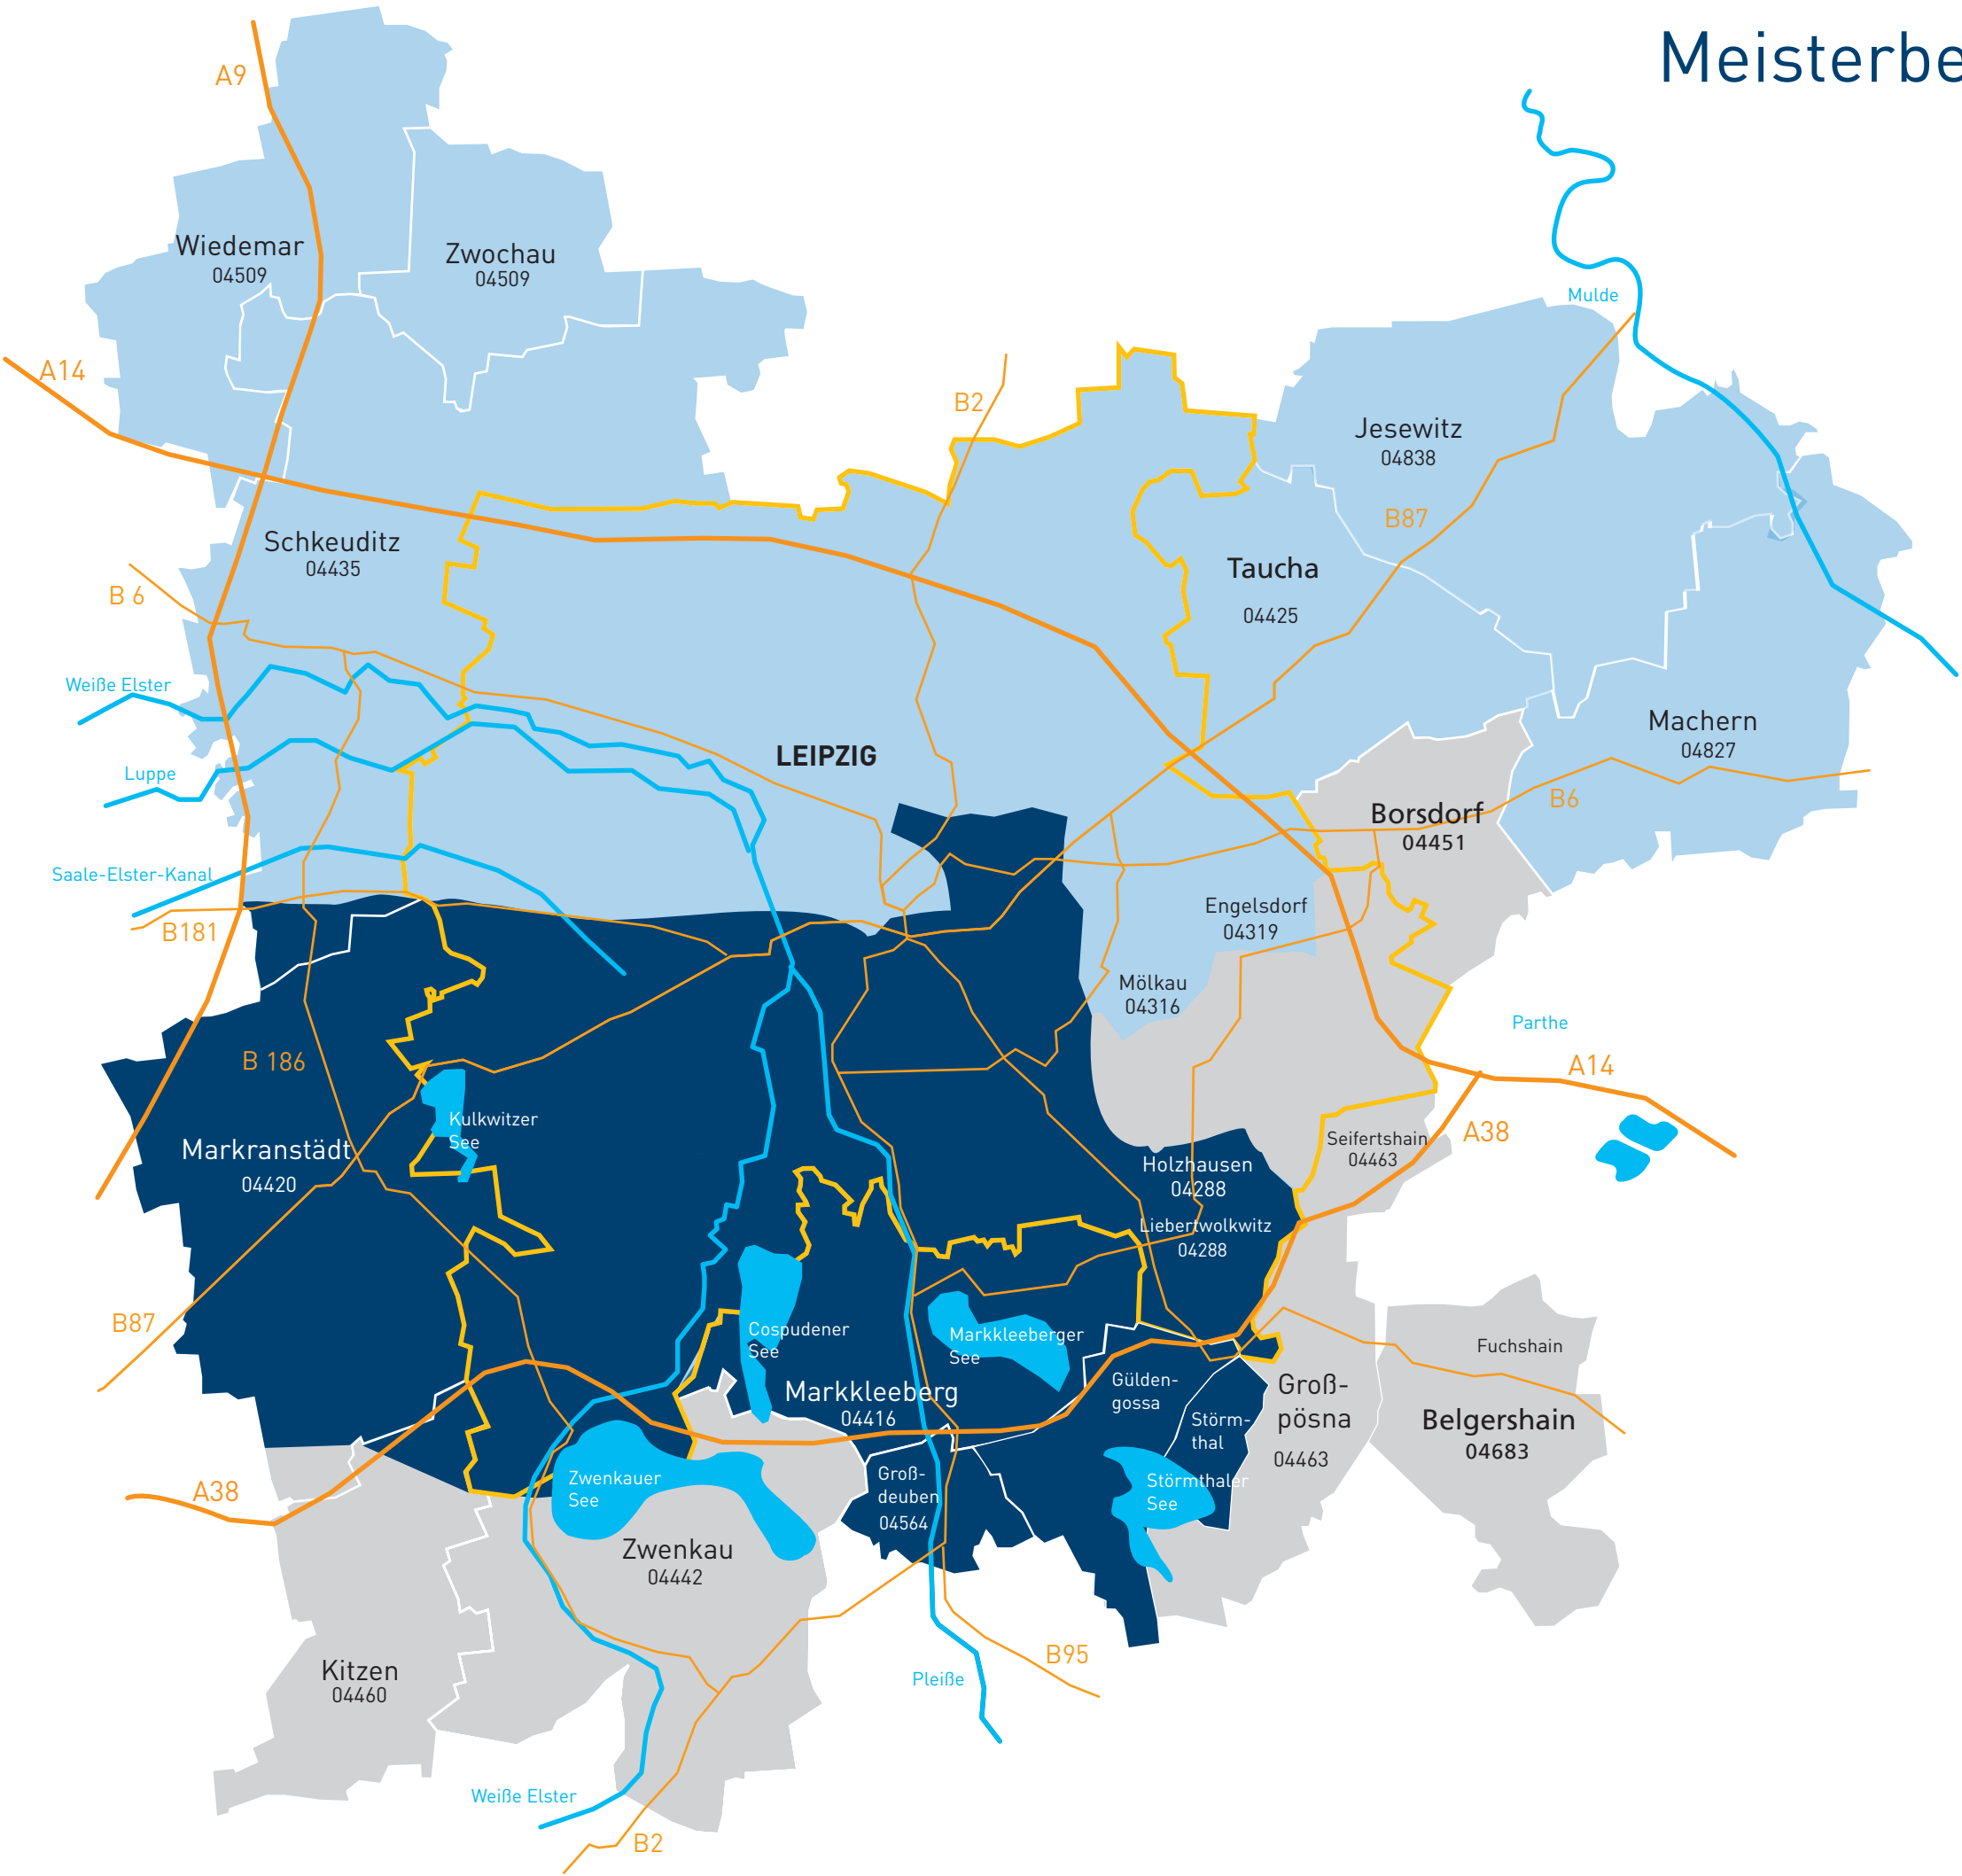 Meisterbe
A9
Wiedemar
04509
Zwochau
04509
Mulde
A14
B2
Jesewitz
04838
B87
Schkeuditz
04435
Taucha
04425
B 6
Weiße Elster
Machern
04827
LEIPZIG
Luppe
B6
Borsdorf
04451
Saale-Elster-Kanal
B181
Engelsdorf
04319
Mölkau
04316
Parthe
A14
B 186
Kulkwitzer
See
A38
Seifertshain
04463
Markranstädt
04420
Holzhausen
04288
Liebertwolkwitz
04288
B87
Cospudener
See
Markkleeberger
See
Fuchshain
Markkleeberg
04416
Gülden-
gossa
Groß-
pösna
04463
Störm-
thal
Belgershain
04683
A38
Zwenkauer
See
Groß-
deuben
04564
Störmthaler
See
Zwenkau
04442
Kitzen
04460
B95
Pleiße
Weiße Elster
B2